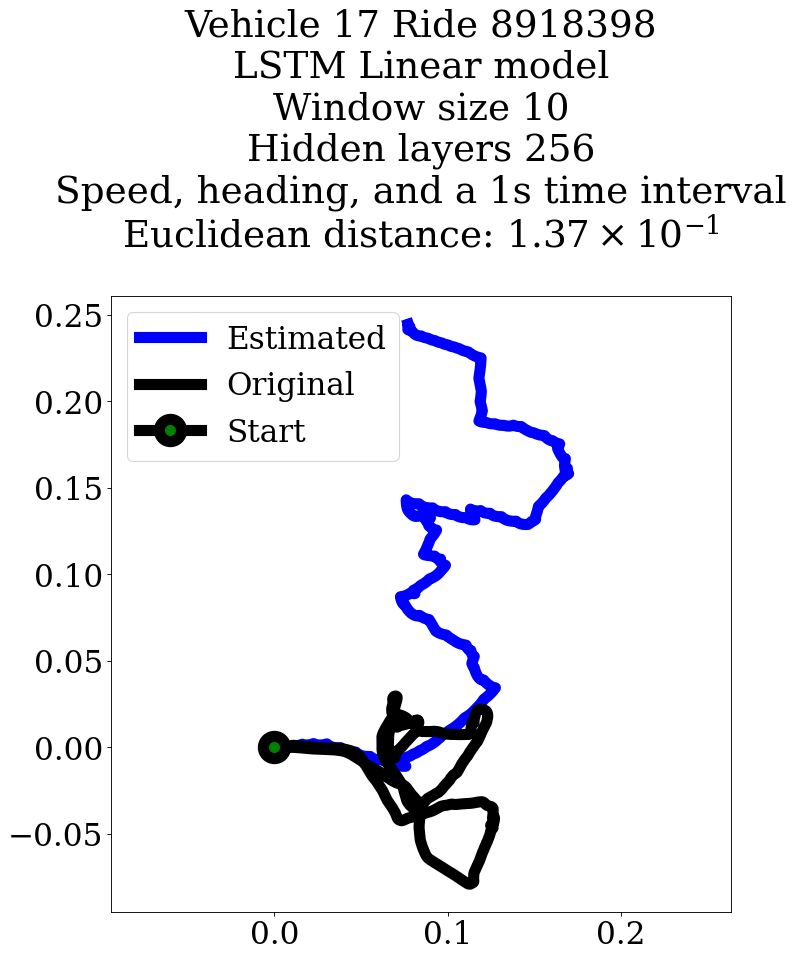 Vehicle 17 Ride 8918398
LSTM Linear model
Window size 10
Hidden layers 256
Speed, heading, and a 1s time interval
Euclidean distance: 1.37 × 10⁻¹
Estimated
Original
Start
0.25
0.20
0.15
0.10
0.05
0.00
−0.05
0.0 0.1 0.2